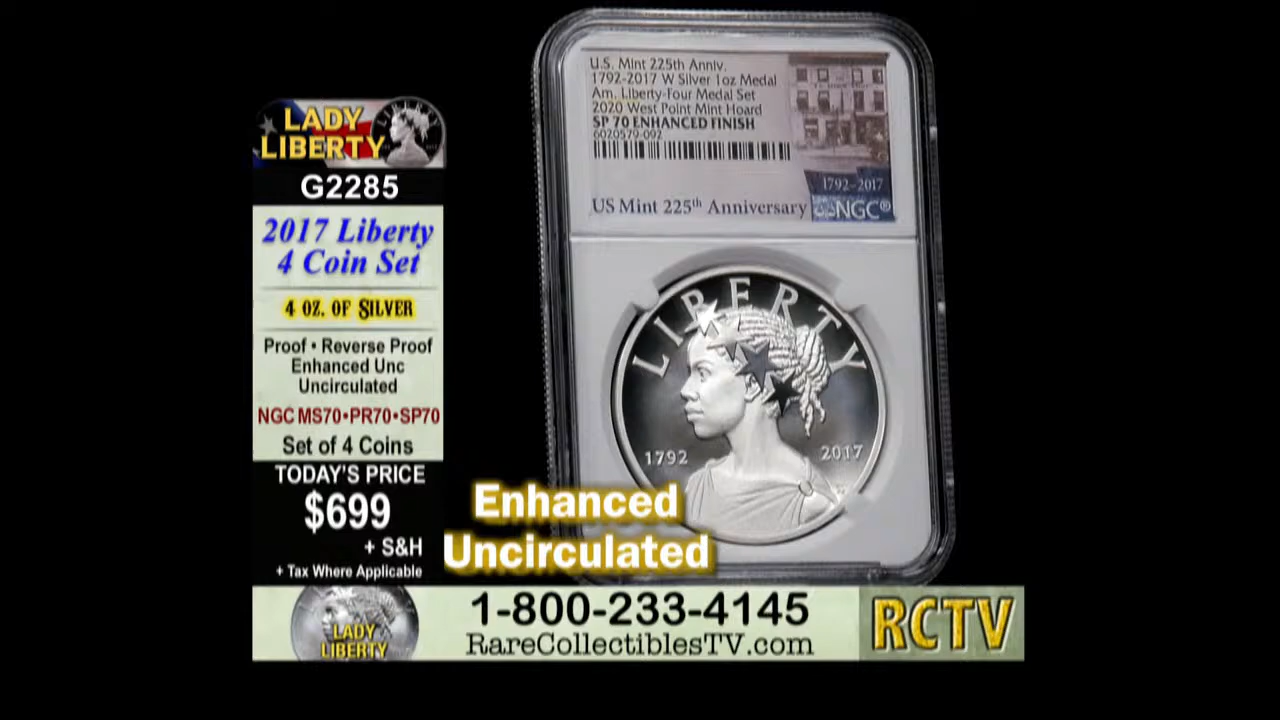 LADY
LIBERTY
G2285
2017 Liberty
4 Coin Set
4 OZ. OF SILVER
Proof • Reverse Proof
Enhanced Unc
Uncirculated
NGC MS70•PR70•SP70
Set of 4 Coins
TODAY'S PRICE
$699
+ S&H
+ Tax Where Applicable
U.S. Mint 225th Anniv.
1792-2017 W Silver 1oz Medal
Am. Liberty-Four Medal Set
2020 West Point Mint Hoard
SP 70 ENHANCED FINISH
6020579-092
1792-2017
US Mint 225th Anniversary
NGC®
LIBERTY
1792
2017
Enhanced
Uncirculated
LADY
LIBERTY
1-800-233-4145
RareCollectiblesTV.com
RCTV